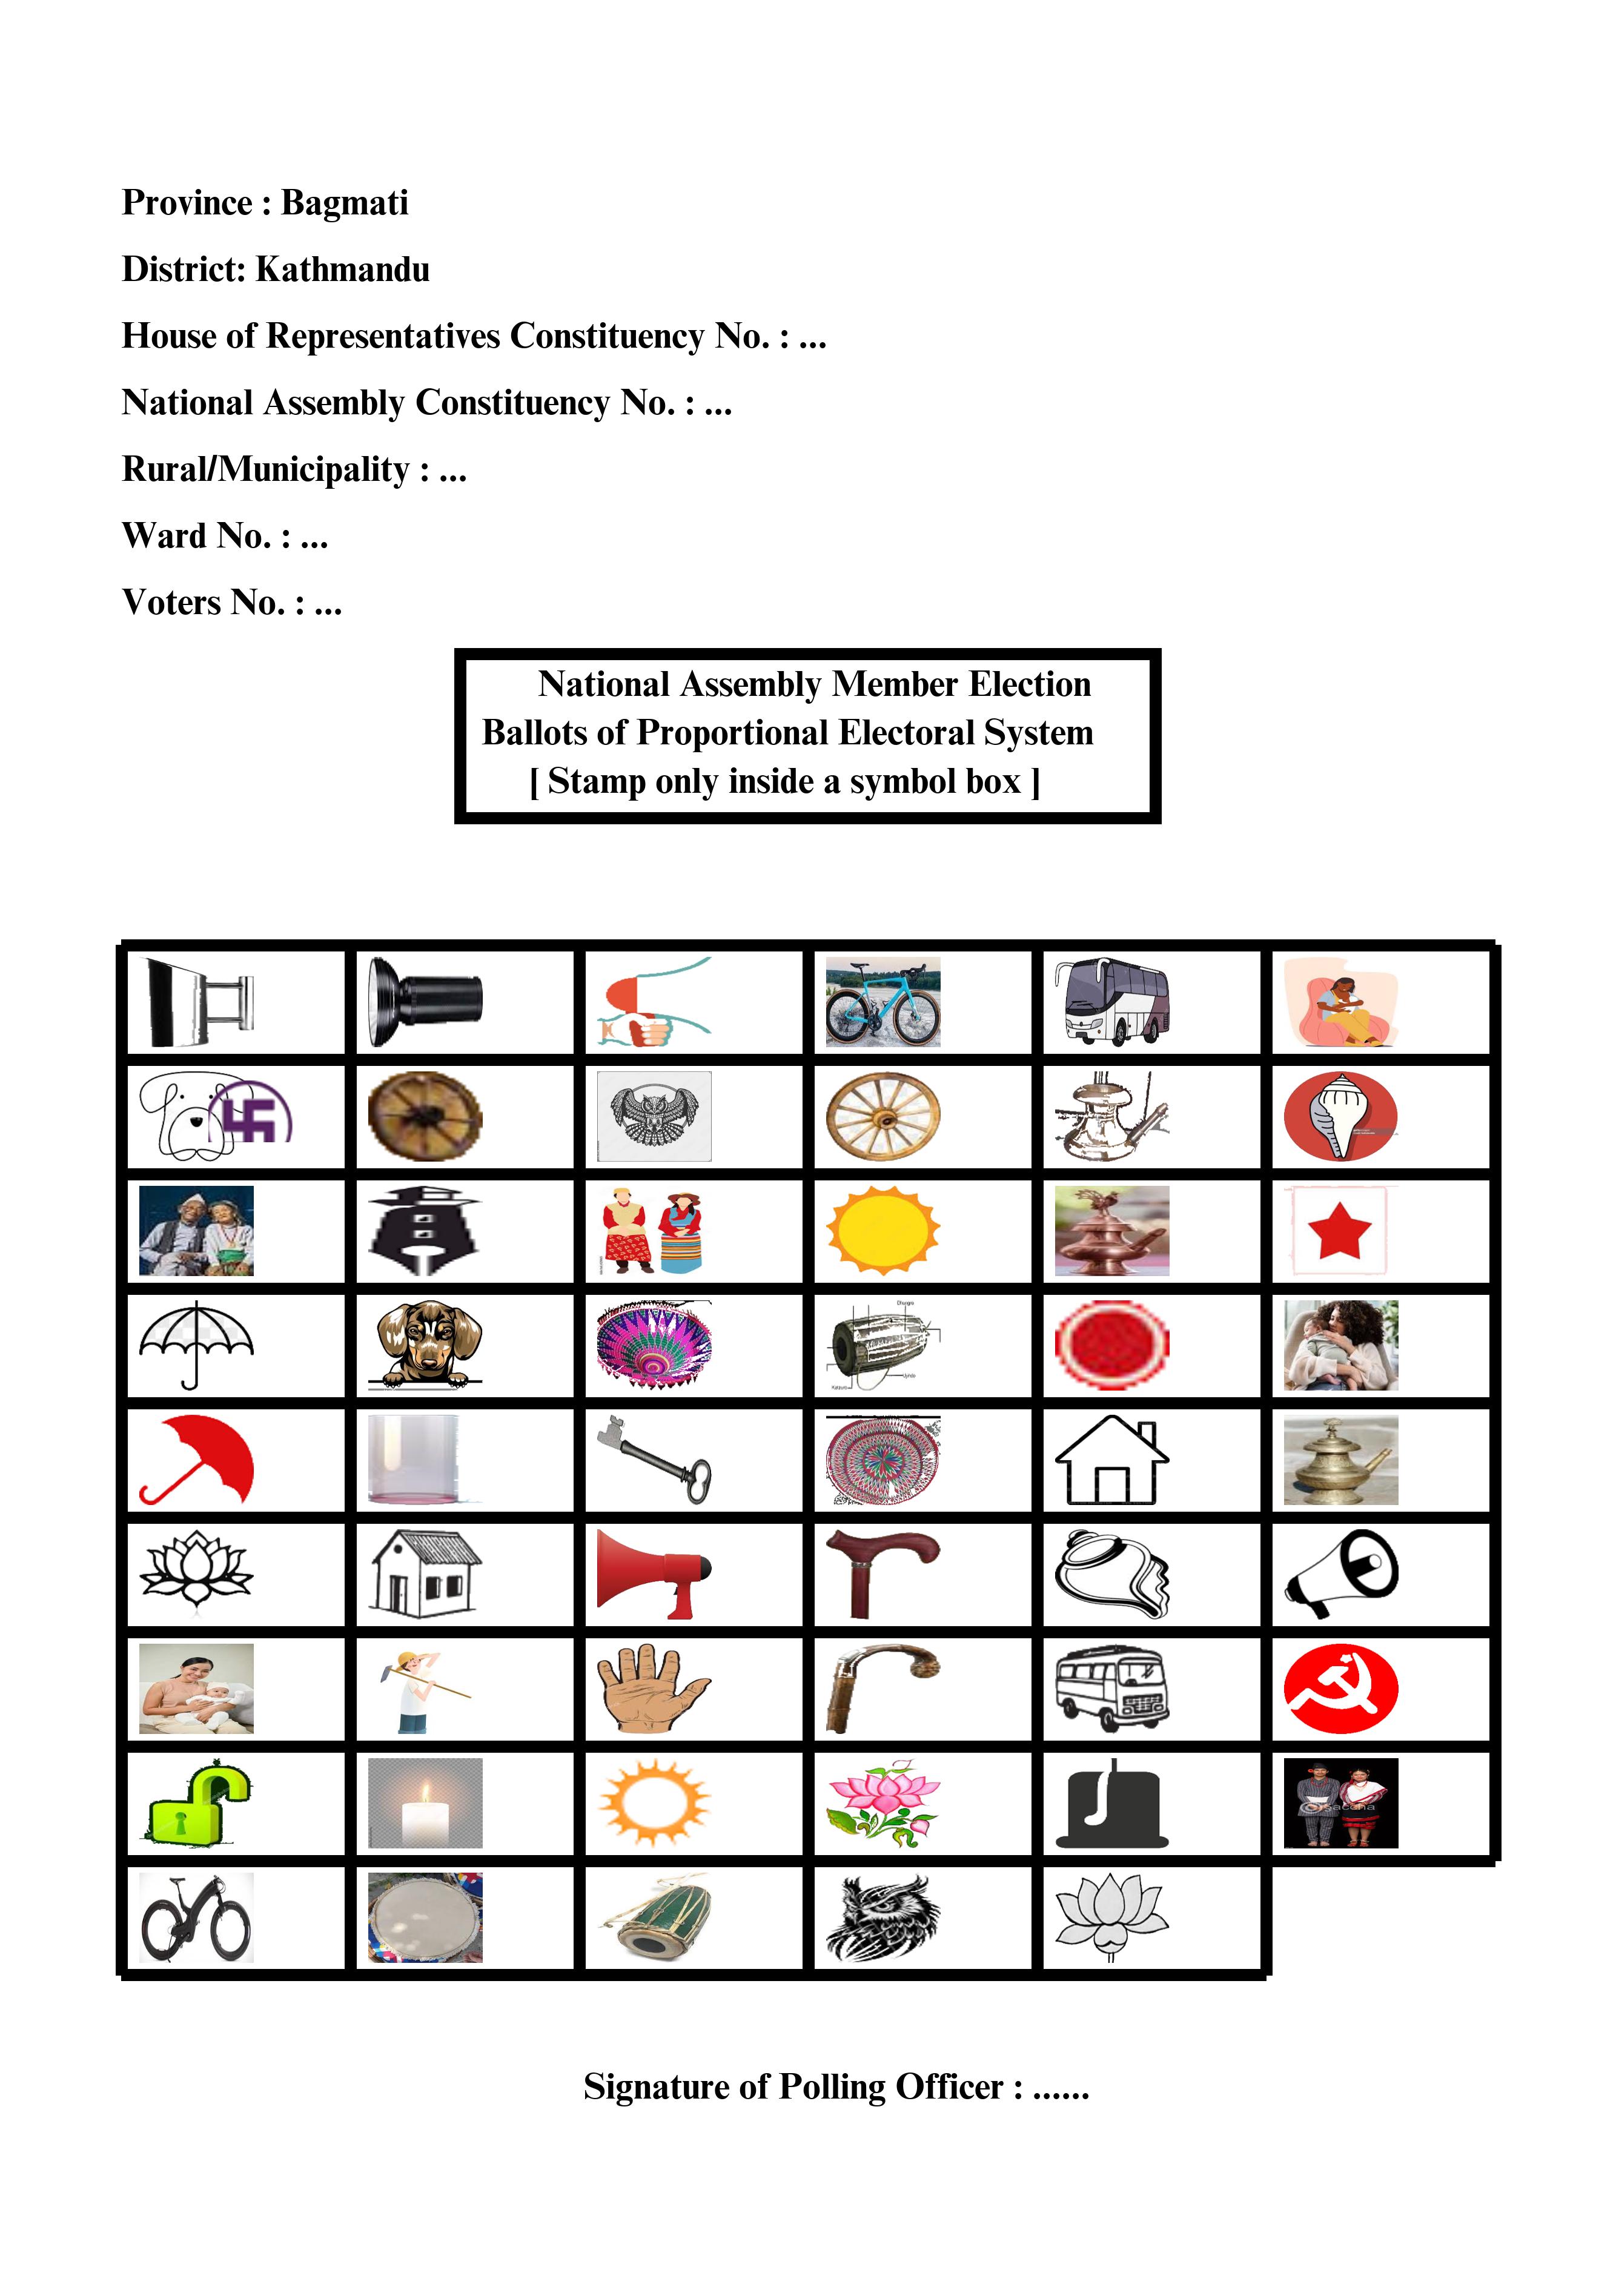 Province : Bagmati
District: Kathmandu
House of Representatives Constituency No. : ...
National Assembly Constituency No. : ...
Rural/Municipality : ...
Ward No. : ...
Voters No. : ...
National Assembly Member Election
Ballots of Proportional Electoral System
[ Stamp only inside a symbol box ]
Signature of Polling Officer : ......